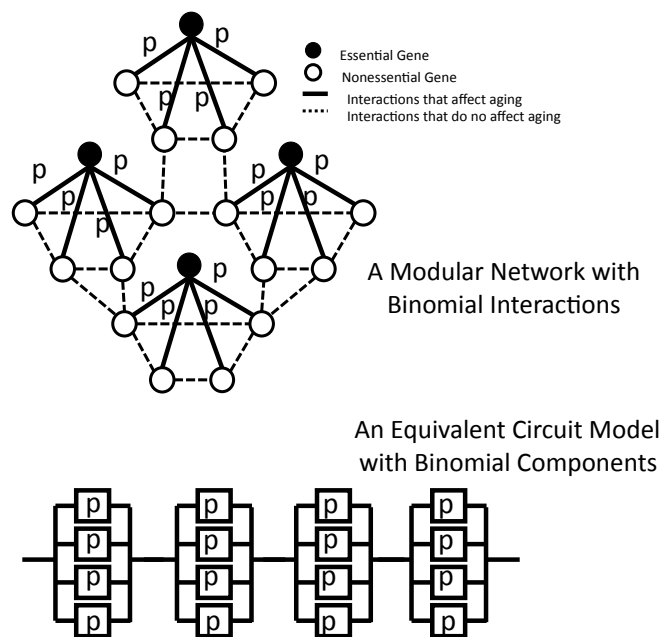 p p
p p
Essential Gene
Nonessential Gene
Interactions that affect aging
Interactions that do no affect aging
p p
p
p
p
p p
p
p p
p p
A Modular Network with
Binomial Interactions
An Equivalent Circuit Model
with Binomial Components
p p p p
p p p p
p p p p
p p p p